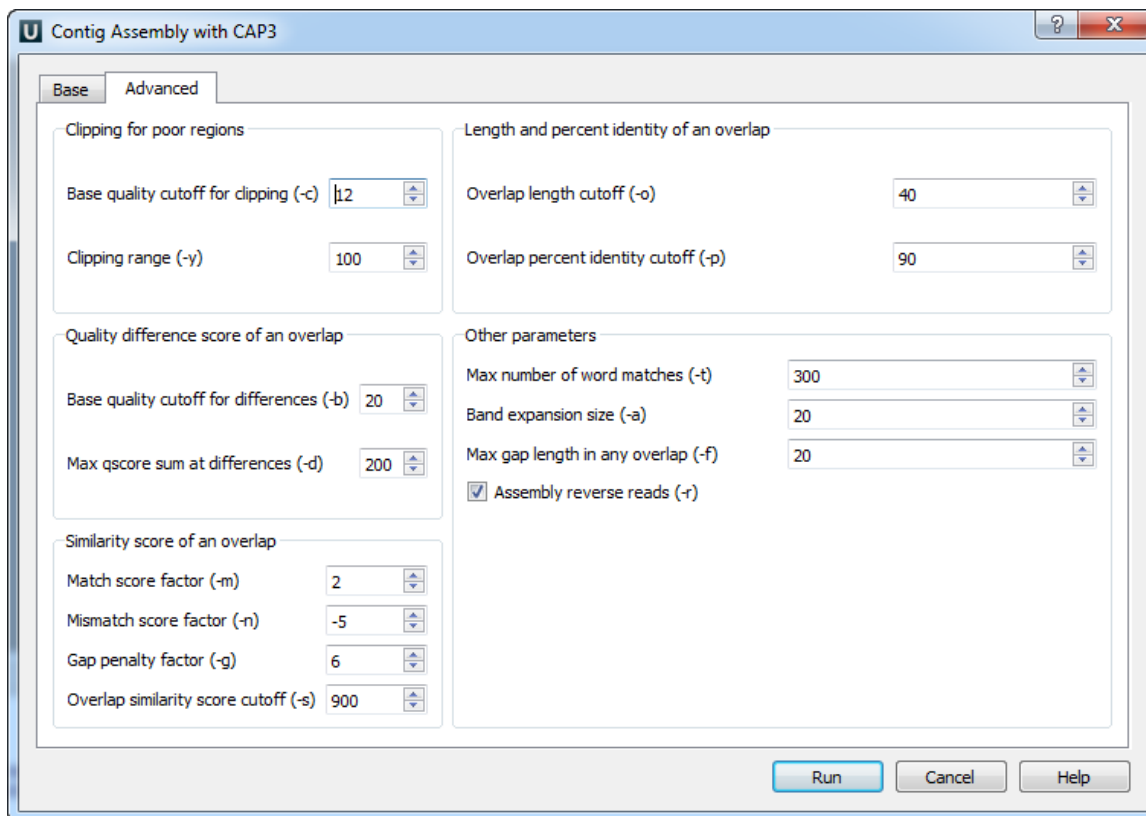 U Contig Assembly with CAP3
? X
Base Advanced
Clipping for poor regions
Base quality cutoff for clipping (-c) 12
Clipping range (-y) 100
Length and percent identity of an overlap
Overlap length cutoff (-o) 40
Overlap percent identity cutoff (-p) 90
Quality difference score of an overlap
Base quality cutoff for differences (-b) 20
Max qscore sum at differences (-d) 200
Other parameters
Max number of word matches (-t) 300
Band expansion size (-a) 20
Max gap length in any overlap (-f) 20
Assembly reverse reads (-r)
Similarity score of an overlap
Match score factor (-m) 2
Mismatch score factor (-n) -5
Gap penalty factor (-g) 6
Overlap similarity score cutoff (-s) 900
Run Cancel Help